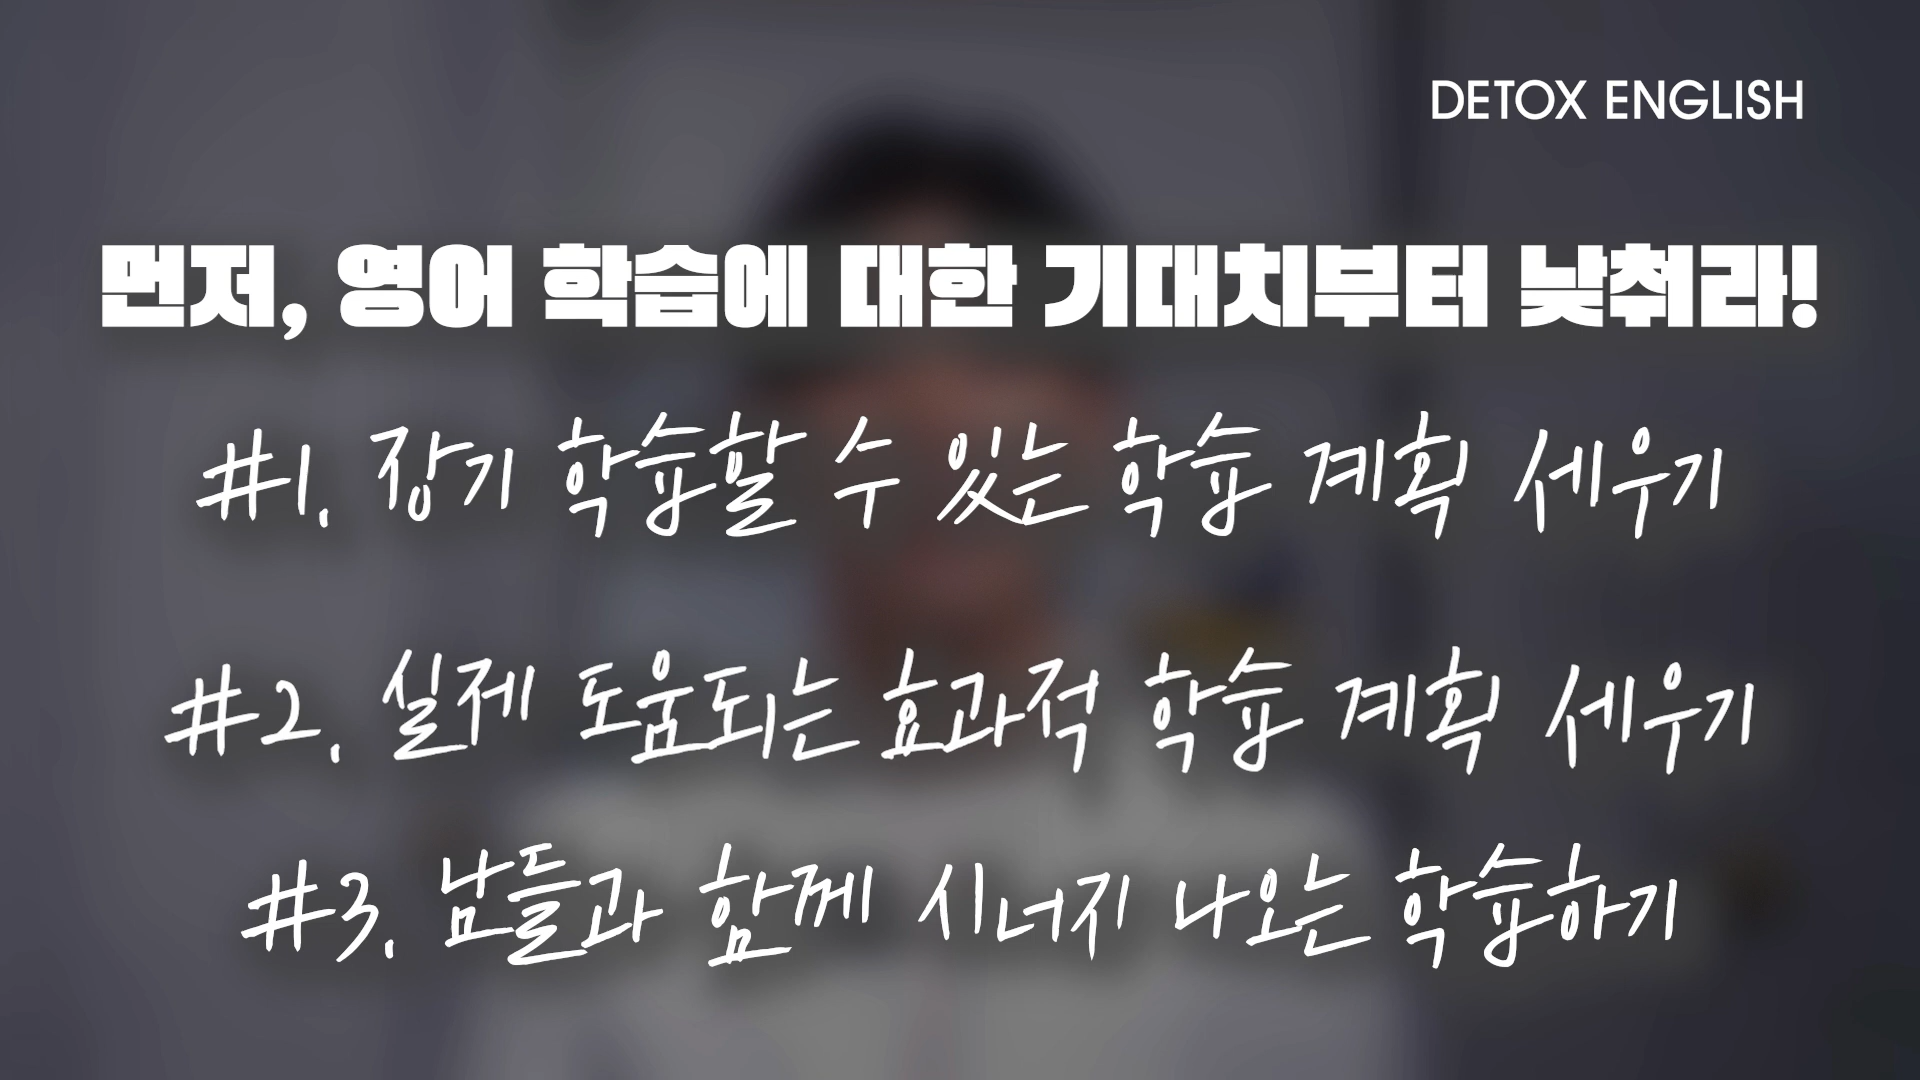 DETOX ENGLISH
먼저, 영어 학습에 대한 기대치부터 낮춰라!
#1. 장기 학습할 수 있는 학습 계획 세우기
#2. 실제 도움되는 효과적 학습 계획 세우기
#3. 남들과 함께 시너지 나오는 학습하기